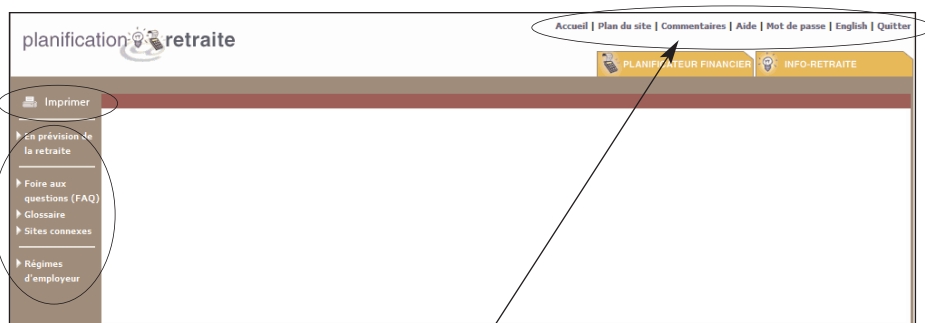 planification retraite
Accueil | Plan du site | Commentaires | Aide | Mot de passe | English | Quitter
PLANIFICATEUR FINANCIER
INFO-RETRAITE
Imprimer
En prévision de
la retraite
Foire aux
questions (FAQ)
Glossaire
Sites connexes
Régimes
d'employeur